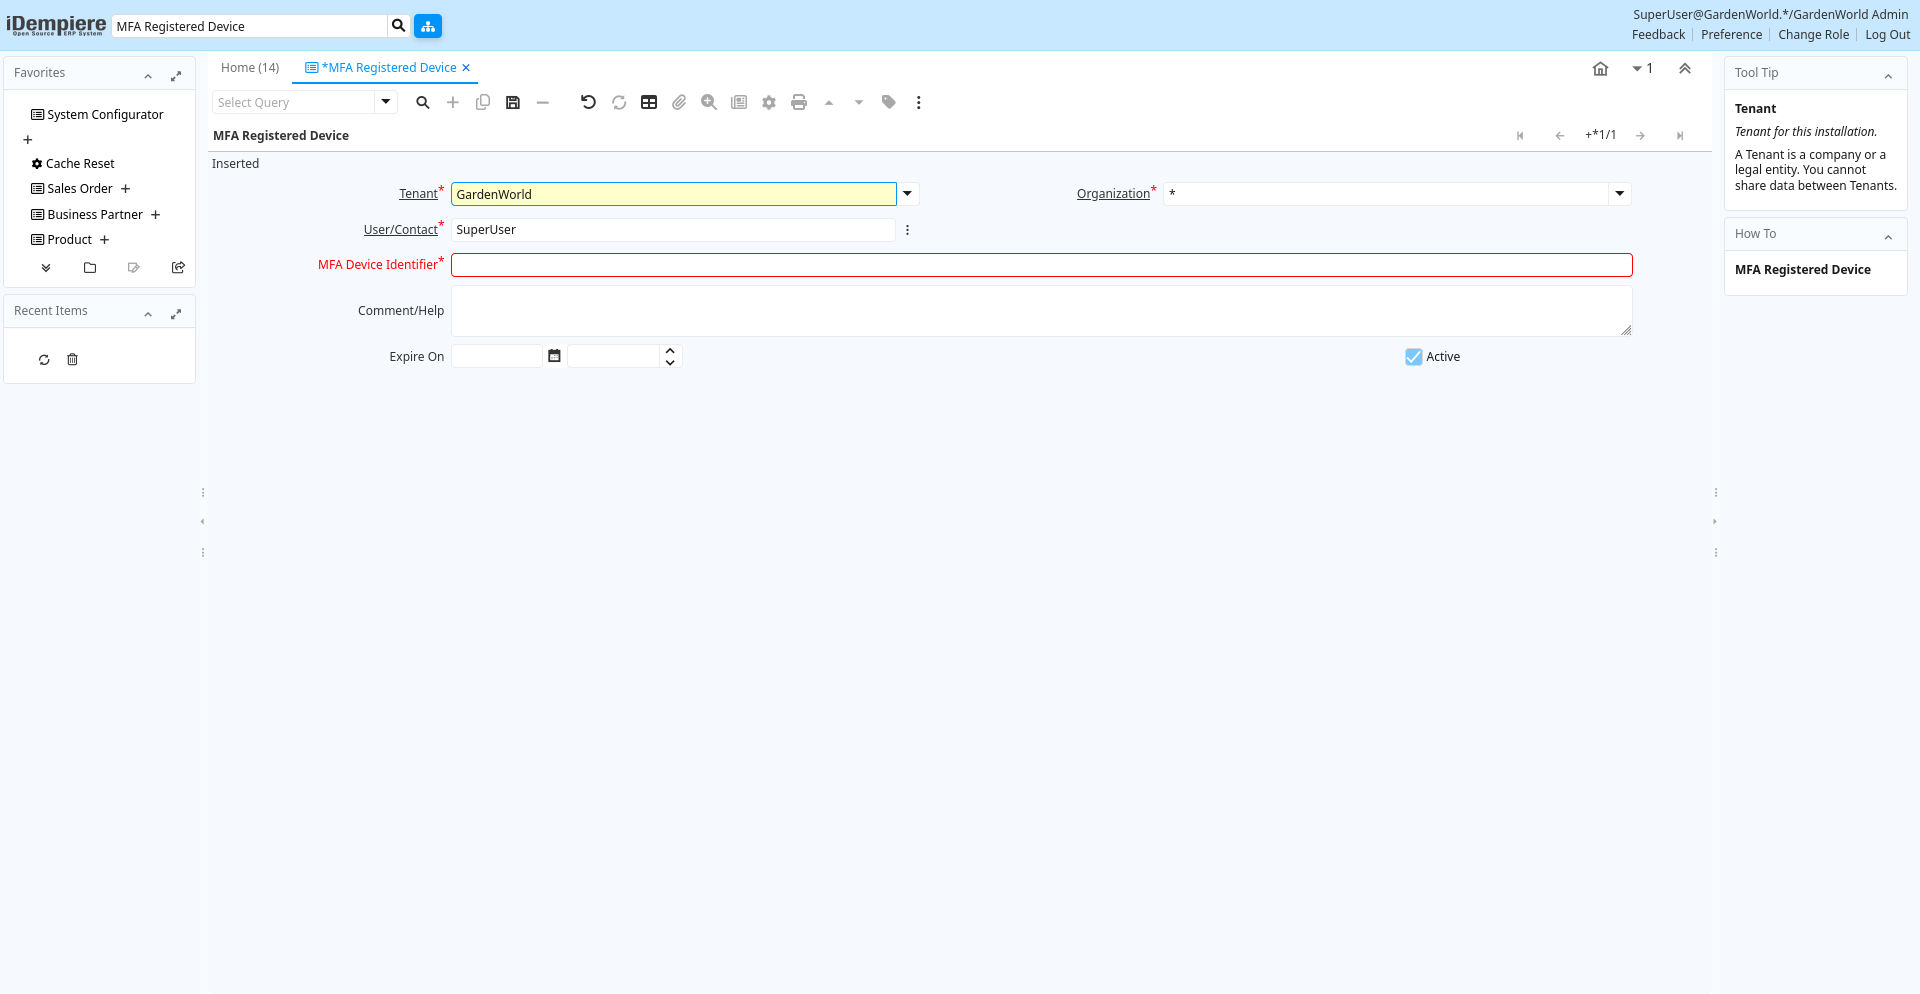 iDempiere
Open Source ERP System
MFA Registered Device
SuperUser@GardenWorld.*/GardenWorld Admin
Feedback Preference Change Role Log Out
Favorites
System Configurator
Cache Reset
Sales Order
Business Partner
Product
Recent Items
Home (14) *MFA Registered Device
1
Select Query
MFA Registered Device
+*1/1
Inserted
Tenant* GardenWorld Organization* *
User/Contact* SuperUser
MFA Device Identifier*
Comment/Help
Expire On Active
Tool Tip
Tenant
Tenant for this installation.
A Tenant is a company or a
legal entity. You cannot
share data between Tenants.
How To
MFA Registered Device